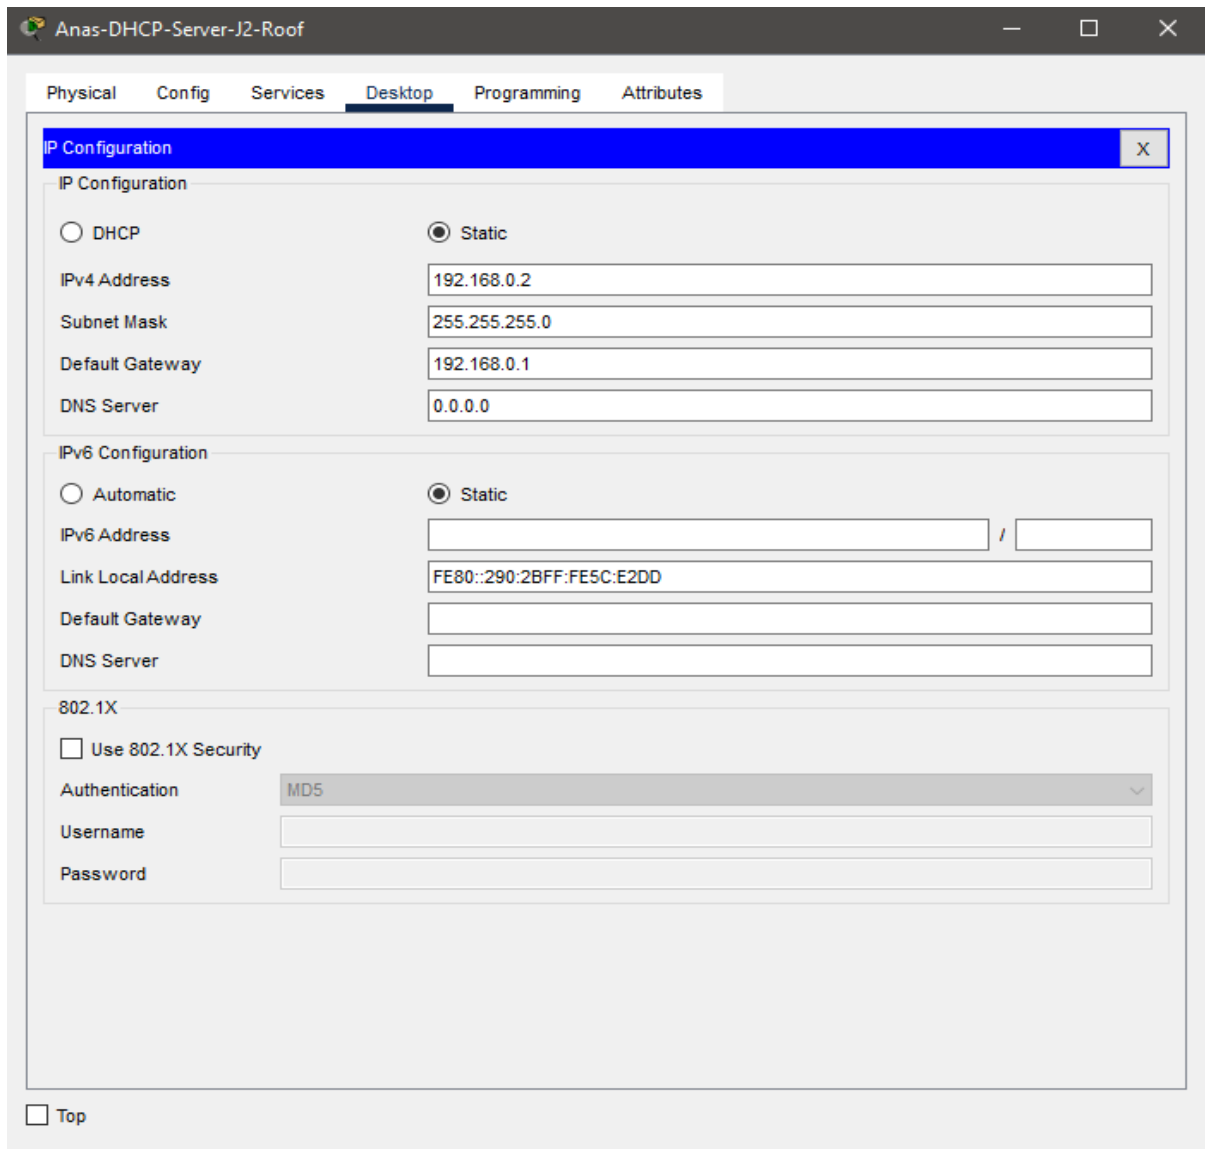 Anas-DHCP-Server-J2-Roof
Physical Config Services Desktop Programming Attributes
IP Configuration X
IP Configuration
DHCP Static
IPv4 Address 192.168.0.2
Subnet Mask 255.255.255.0
Default Gateway 192.168.0.1
DNS Server 0.0.0.0
IPv6 Configuration
Automatic Static
IPv6 Address /
Link Local Address FE80::290:2BFF:FE5C:E2DD
Default Gateway
DNS Server
802.1X
Use 802.1X Security
Authentication MD5
Username
Password
Top